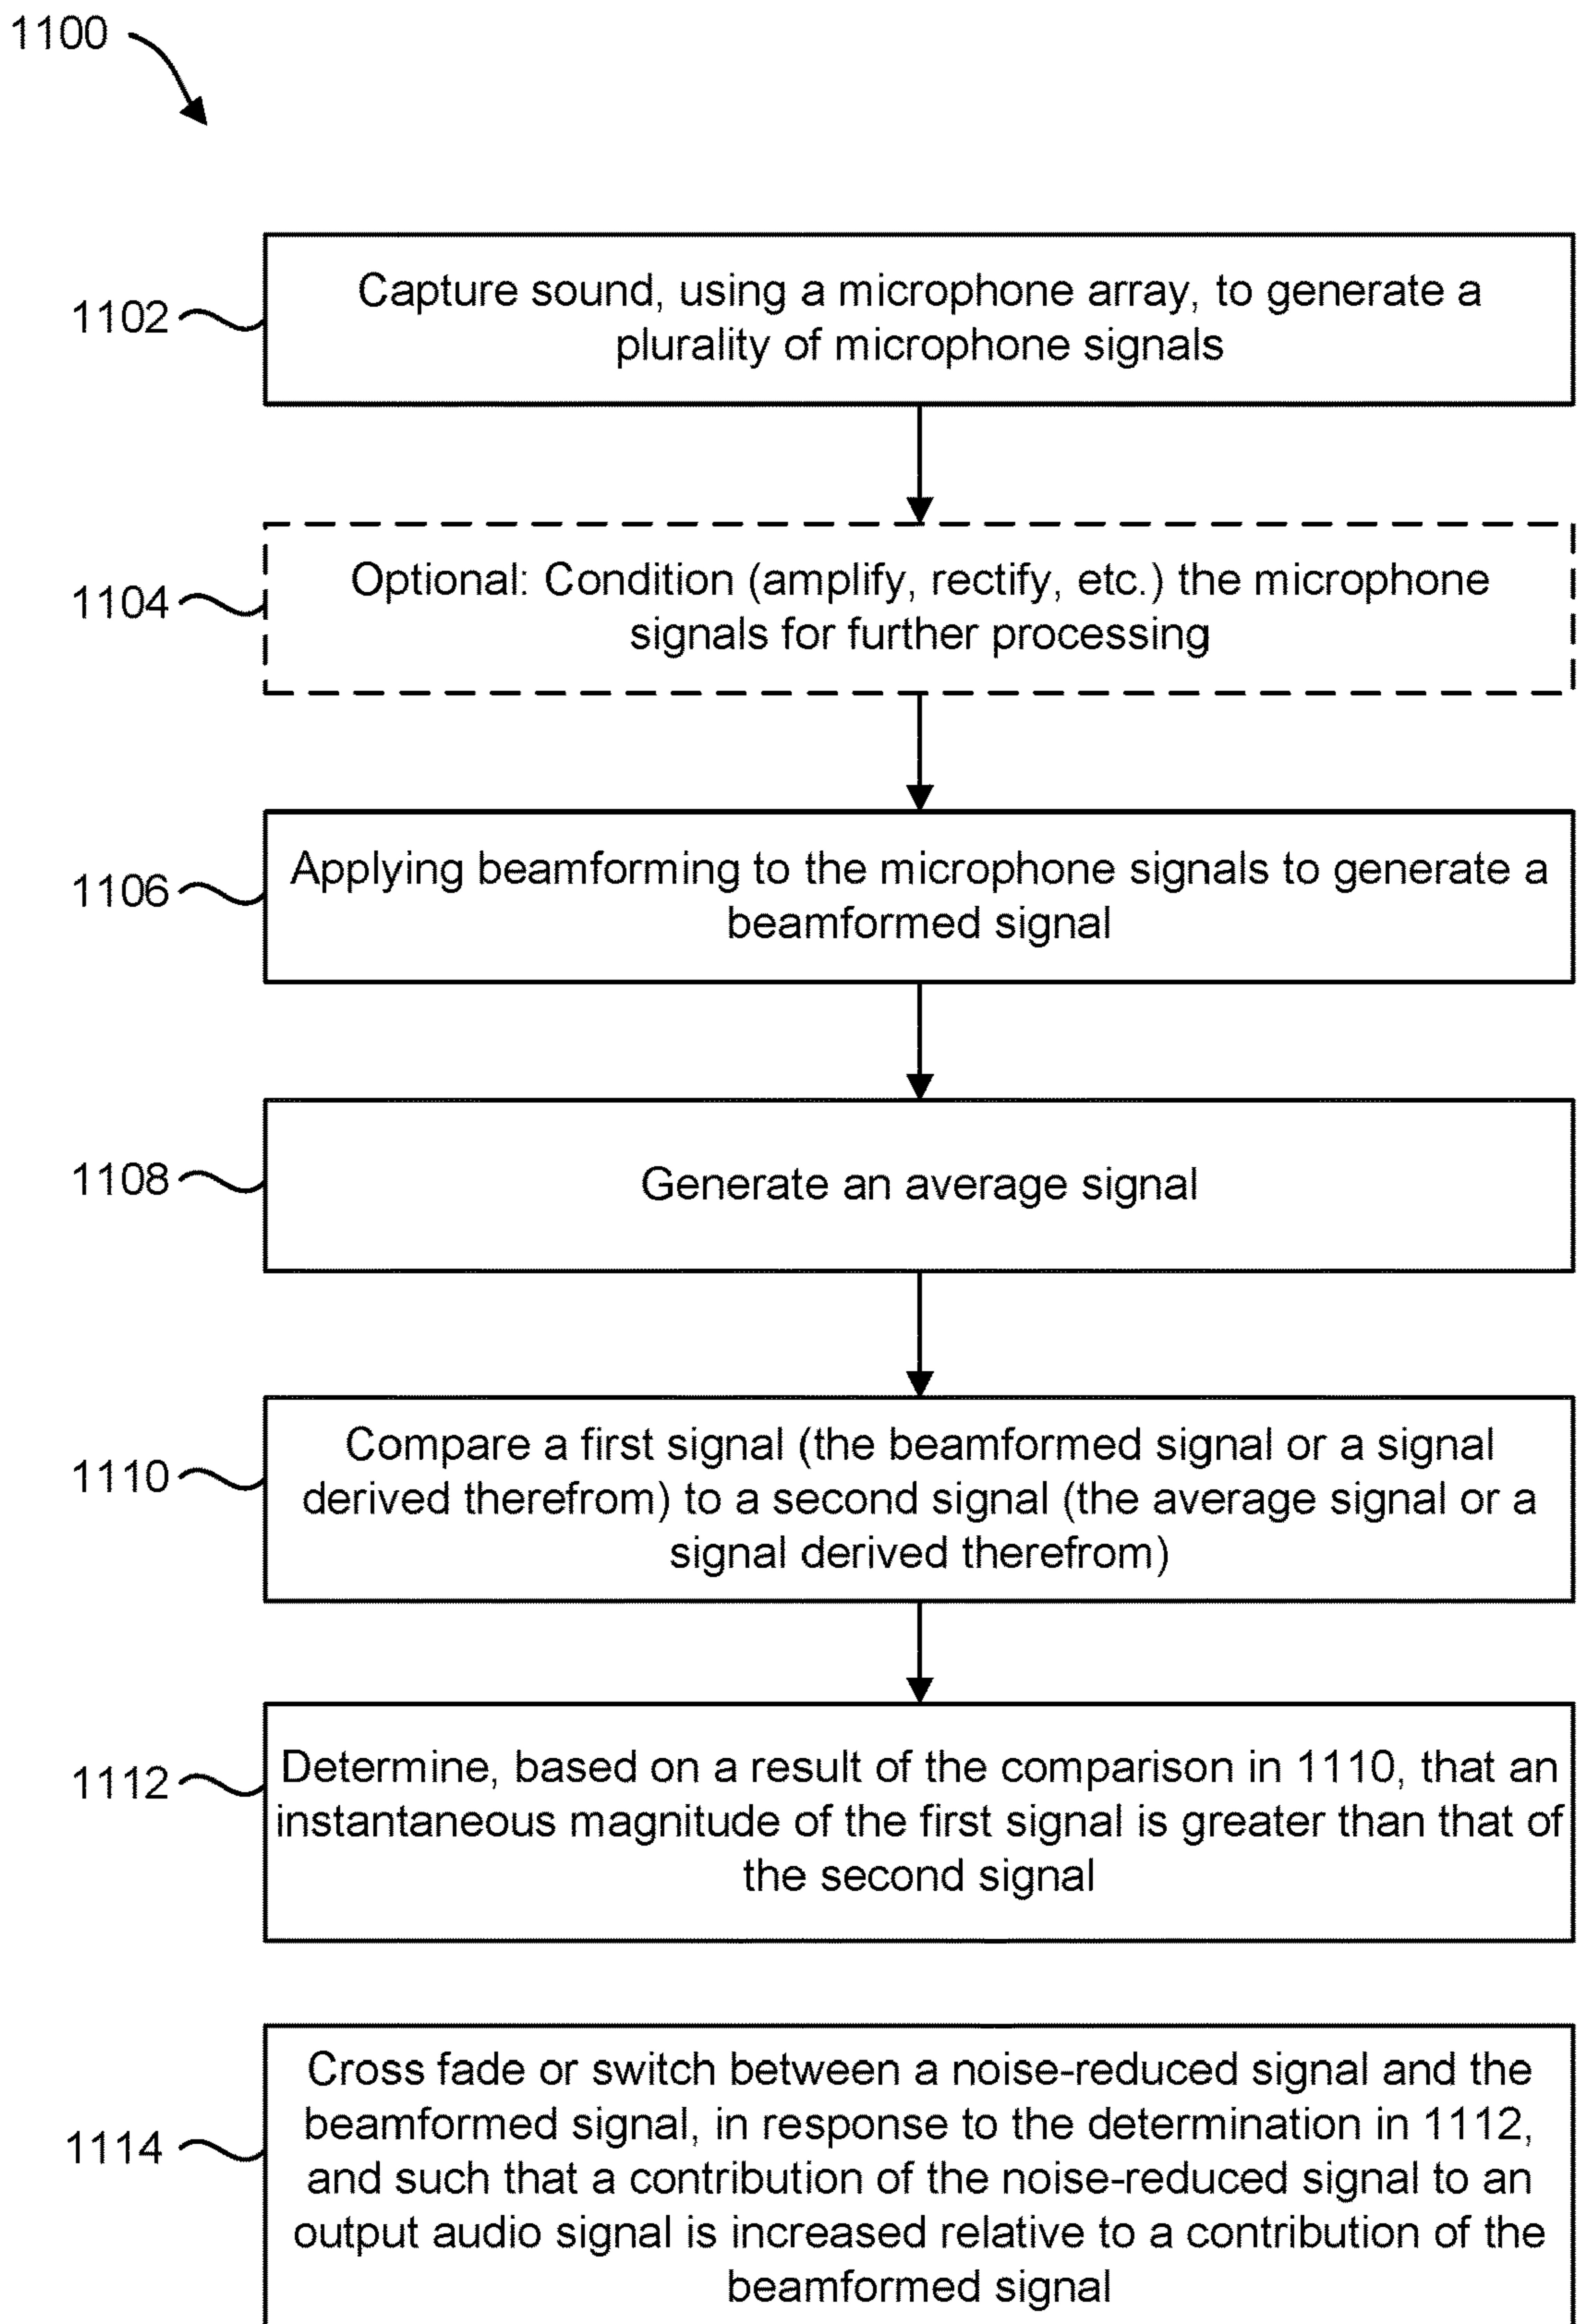 1100
1102
Capture sound, using a microphone array, to generate a
plurality of microphone signals
1104
Optional: Condition (amplify, rectify, etc.) the microphone
signals for further processing
1106
Applying beamforming to the microphone signals to generate a
beamformed signal
1108
Generate an average signal
1110
Compare a first signal (the beamformed signal or a signal
derived therefrom) to a second signal (the average signal or a
signal derived therefrom)
1112
Determine, based on a result of the comparison in 1110, that an
instantaneous magnitude of the first signal is greater than that of
the second signal
1114
Cross fade or switch between a noise-reduced signal and the
beamformed signal, in response to the determination in 1112,
and such that a contribution of the noise-reduced signal to an
output audio signal is increased relative to a contribution of the
beamformed signal